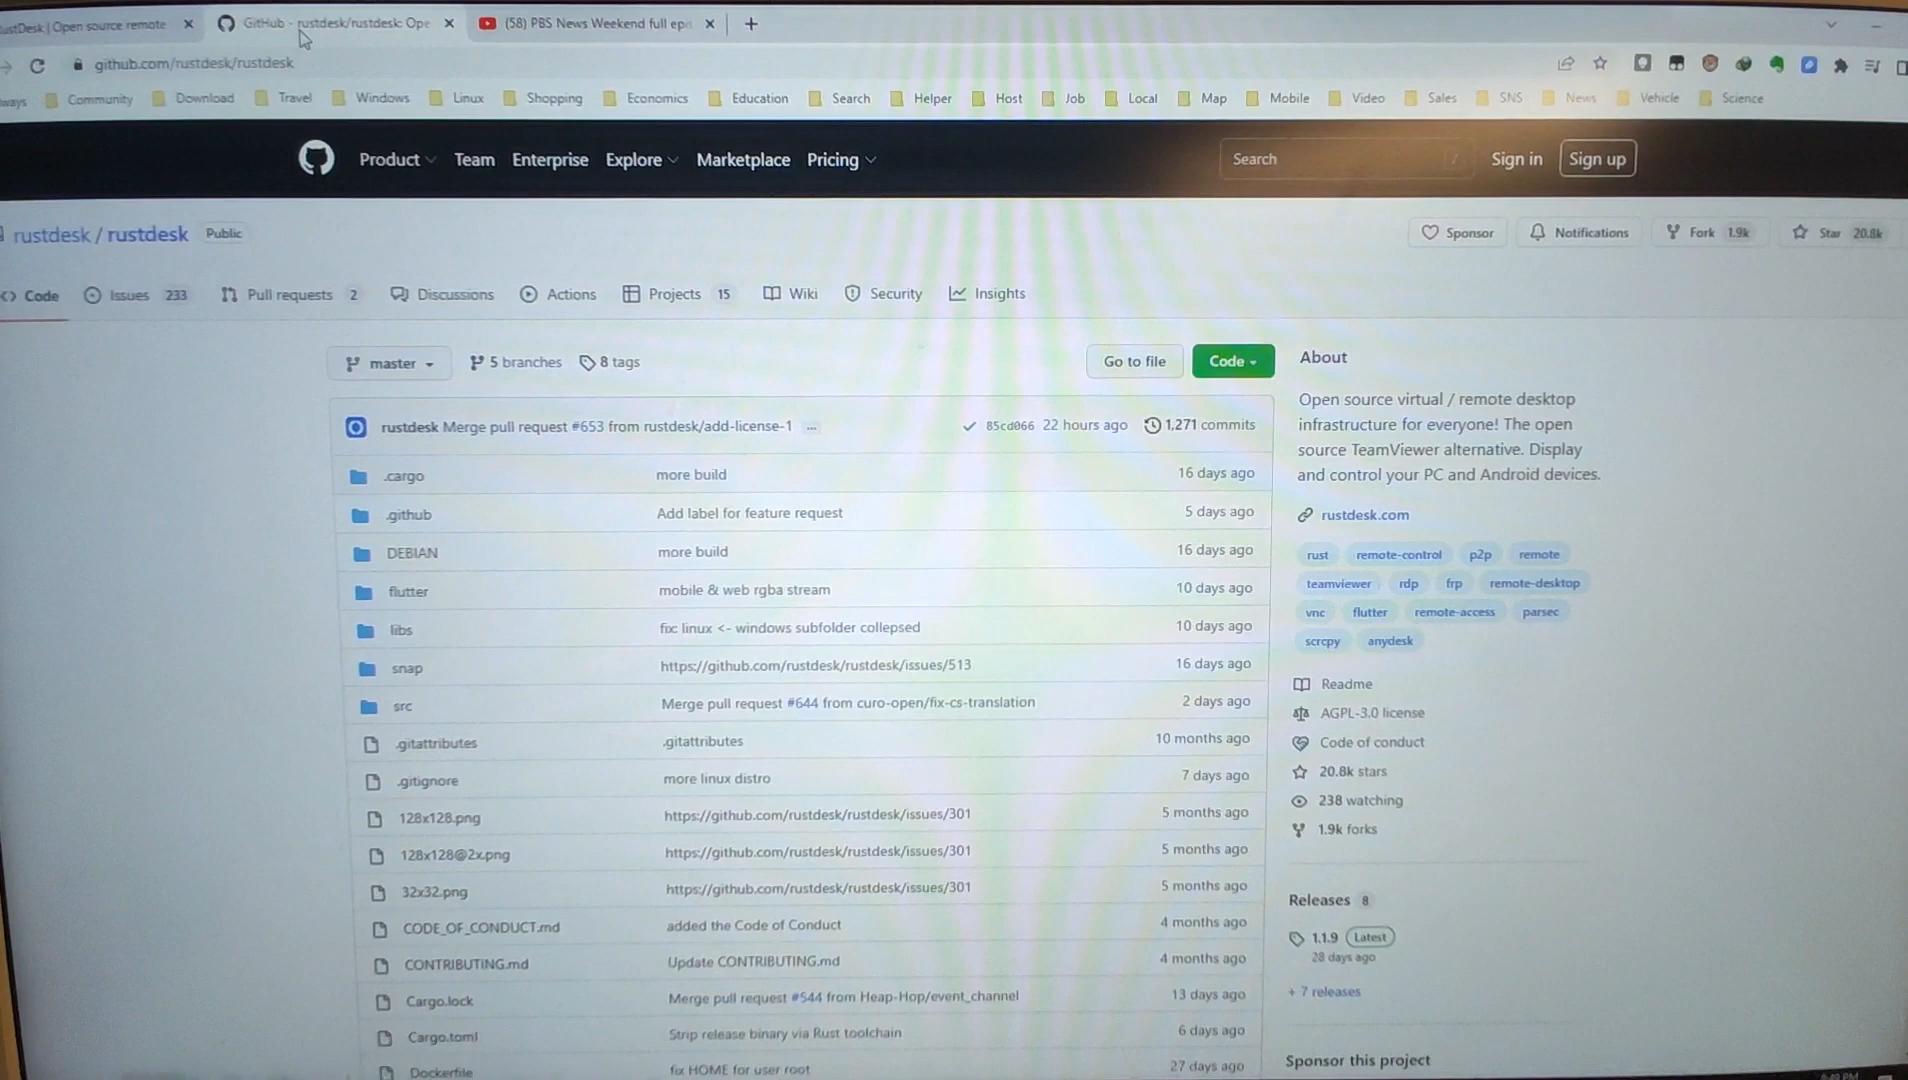 ustDesk | Open source remote
GitHub - rustdesk/rustdesk: Ope
(58) PBS News Weekend full ep
github.com/rustdesk/rustdesk
ways Community Download Travel Windows Linux Shopping Economics Education Search Helper Host Job Local Map Mobile Video Sales SNS News Vehicle Science
Product Team Enterprise Explore Marketplace Pricing Search / Sign in Sign up
rustdesk / rustdesk Public Sponsor Notifications Fork 1.9k Star 20.8k
<> Code Issues 233 Pull requests 2 Discussions Actions Projects 15 Wiki Security Insights
master 5 branches 8 tags Go to file Code
rustdesk Merge pull request #653 from rustdesk/add-license-1 ... 85cd066 22 hours ago 1,271 commits
.cargo more build 16 days ago
.github Add label for feature request 5 days ago
DEBIAN more build 16 days ago
flutter mobile & web rgba stream 10 days ago
libs fix: linux <- windows subfolder collepsed 10 days ago
snap https://github.com/rustdesk/rustdesk/issues/513 16 days ago
src Merge pull request #644 from curo-open/fix-cs-translation 2 days ago
.gitattributes .gitattributes 10 months ago
.gitignore more linux distro 7 days ago
128x128.png https://github.com/rustdesk/rustdesk/issues/301 5 months ago
128x128@2x.png https://github.com/rustdesk/rustdesk/issues/301 5 months ago
32x32.png https://github.com/rustdesk/rustdesk/issues/301 5 months ago
CODE_OF_CONDUCT.md added the Code of Conduct 4 months ago
CONTRIBUTING.md Update CONTRIBUTING.md 4 months ago
Cargo.lock Merge pull request #544 from Heap-Hop/event_channel 13 days ago
Cargo.toml Strip release binary via Rust toolchain 6 days ago
Dockerfile fix HOME for user root 27 days ago
About
Open source virtual / remote desktop
infrastructure for everyone! The open
source TeamViewer alternative. Display
and control your PC and Android devices.
rustdesk.com
rust remote-control p2p remote
teamviewer rdp frp remote-desktop
vnc flutter remote-access parsec
scrcpy anydesk
Readme
AGPL-3.0 license
Code of conduct
20.8k stars
238 watching
1.9k forks
Releases 8
1.1.9 Latest
28 days ago
+ 7 releases
Sponsor this project